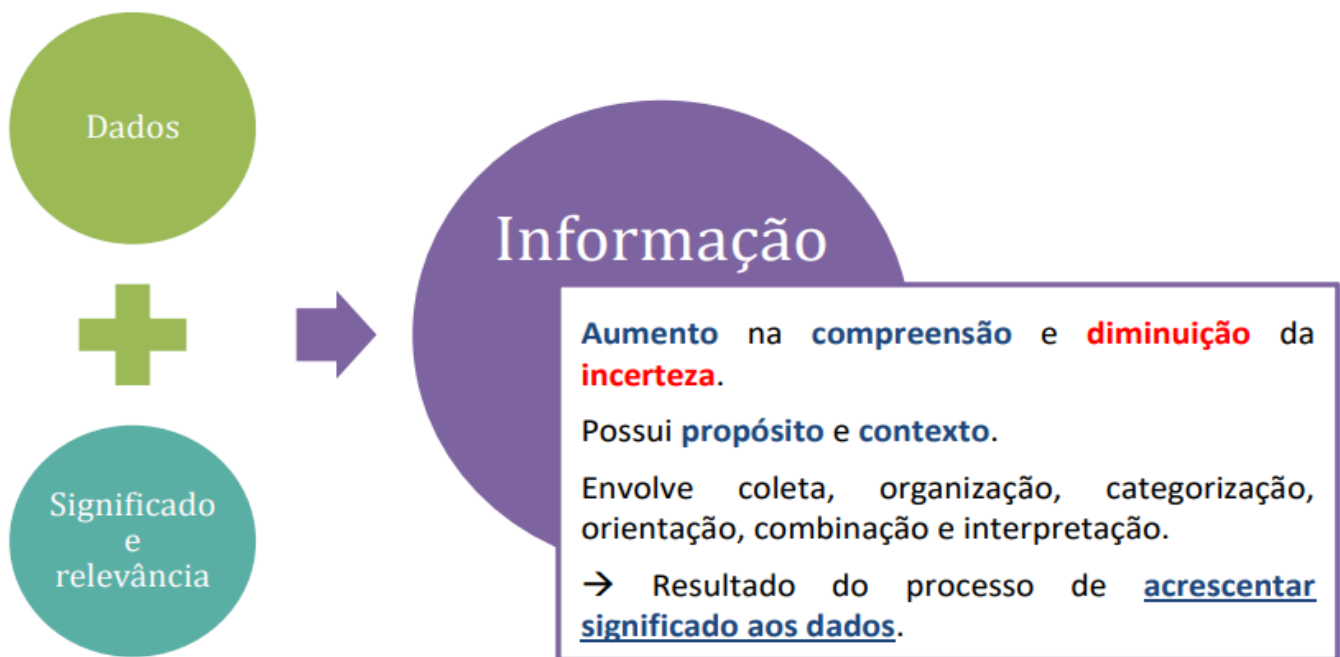 Dados
Significado
e
relevância
Informação
Aumento na compreensão e diminuição da
incerteza.
Possui propósito e contexto.
Envolve coleta, organização, categorização,
orientação, combinação e interpretação.
→ Resultado do processo de acrescentar
significado aos dados.